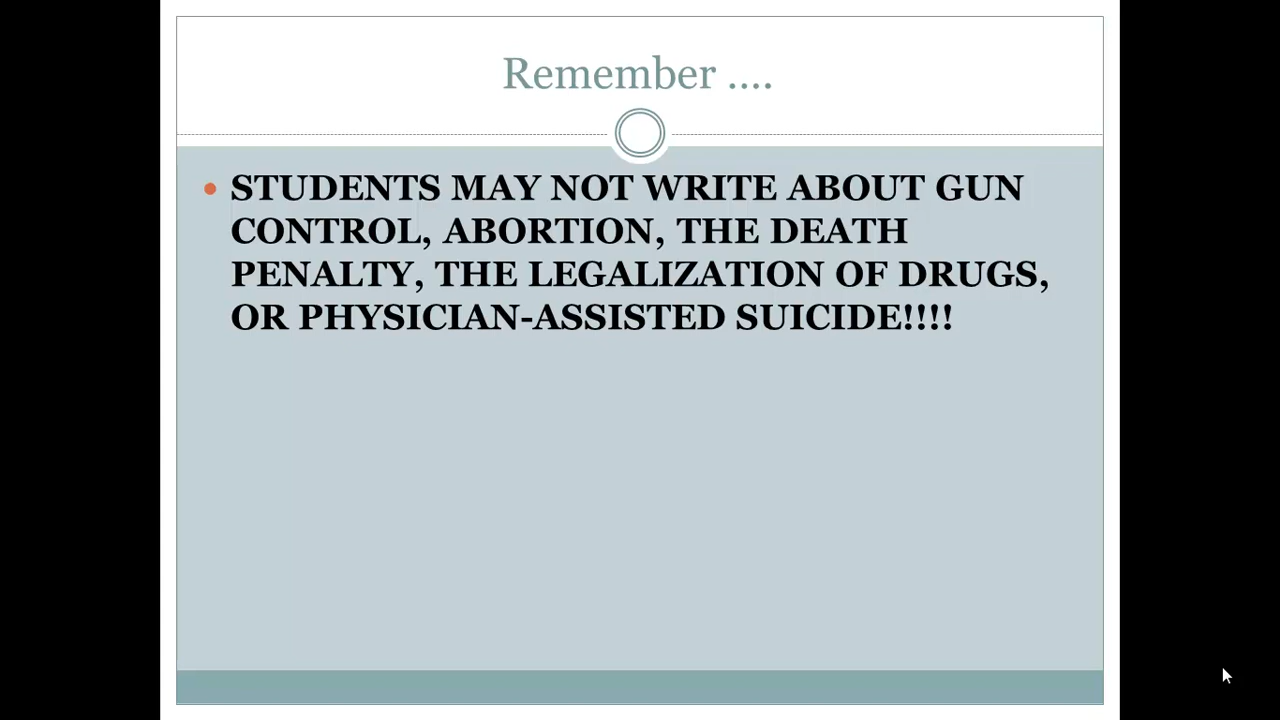 Remember ....
• STUDENTS MAY NOT WRITE ABOUT GUN
CONTROL, ABORTION, THE DEATH
PENALTY, THE LEGALIZATION OF DRUGS,
OR PHYSICIAN-ASSISTED SUICIDE!!!!